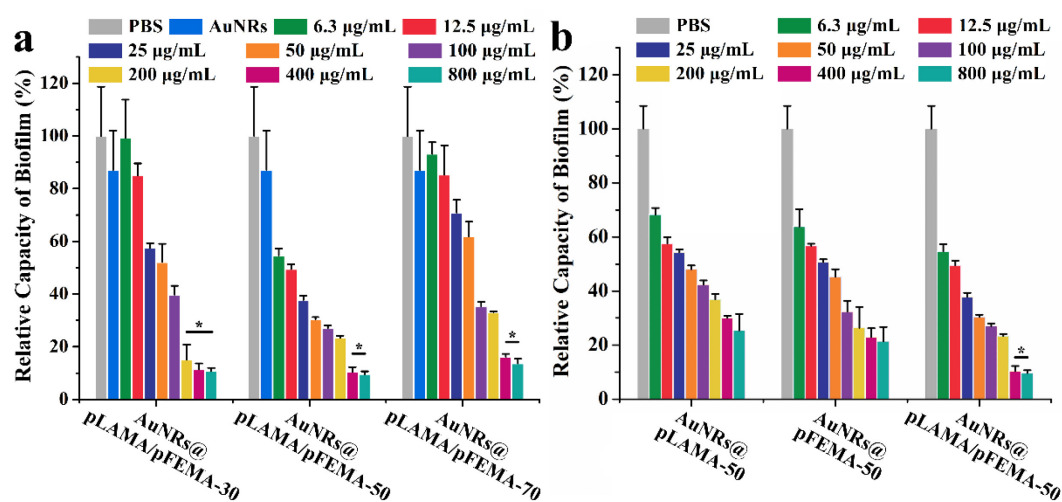 a
PBS AuNRs 6.3 μg/mL 12.5 μg/mL
25 μg/mL 50 μg/mL 100 μg/mL
200 μg/mL 400 μg/mL 800 μg/mL
Relative Capacity of Biofilm (%)
120
100
80
60
40
20
0
* * *
AuNRs@
pLAMA/pFEMA-30
AuNRs@
pLAMA/pFEMA-50
AuNRs@
pLAMA/pFEMA-70
b
PBS 6.3 μg/mL 12.5 μg/mL
25 μg/mL 50 μg/mL 100 μg/mL
200 μg/mL 400 μg/mL 800 μg/mL
Relative Capacity of Biofilm (%)
120
100
80
60
40
20
0
*
AuNRs@
pLAMA-50
AuNRs@
pFEMA-50
AuNRs@
pLAMA/pFEMA-50